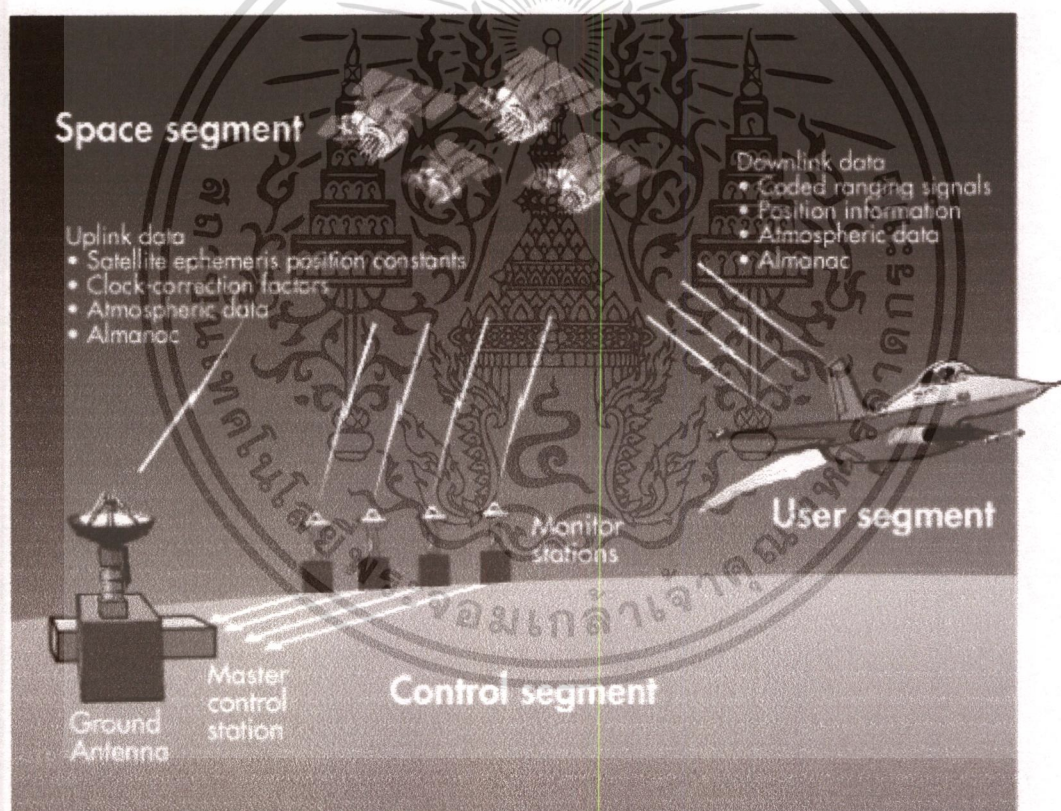 Space segment
Uplink data
• Satellite ephemeris position constants
• Clock-correction factors
• Atmospheric data
• Almanac
Downlink data
• Coded ranging signals
• Position information
• Atmospheric data
• Almanac
User segment
Monitor
stations
Master
control
station
Control segment
Ground
Antenna